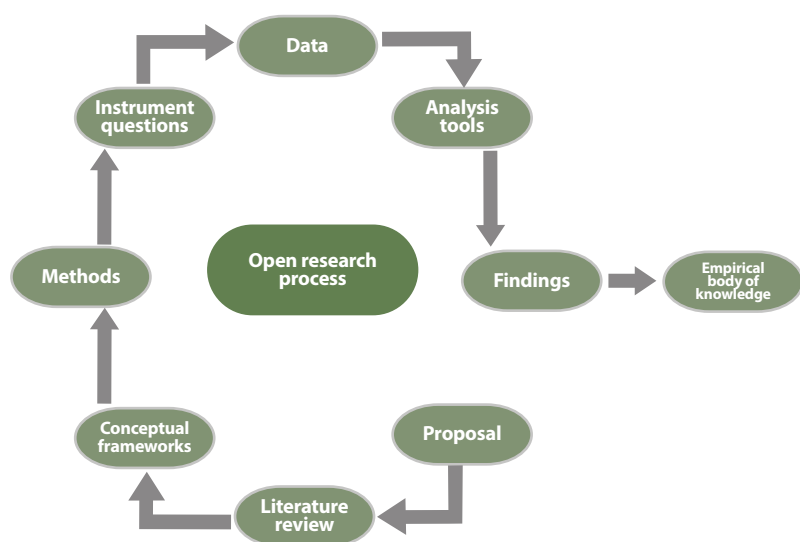 Data
Instrument
questions
Analysis
tools
Open research
process
Methods
Findings
Empirical
body of
knowledge
Conceptual
frameworks
Proposal
Literature
review